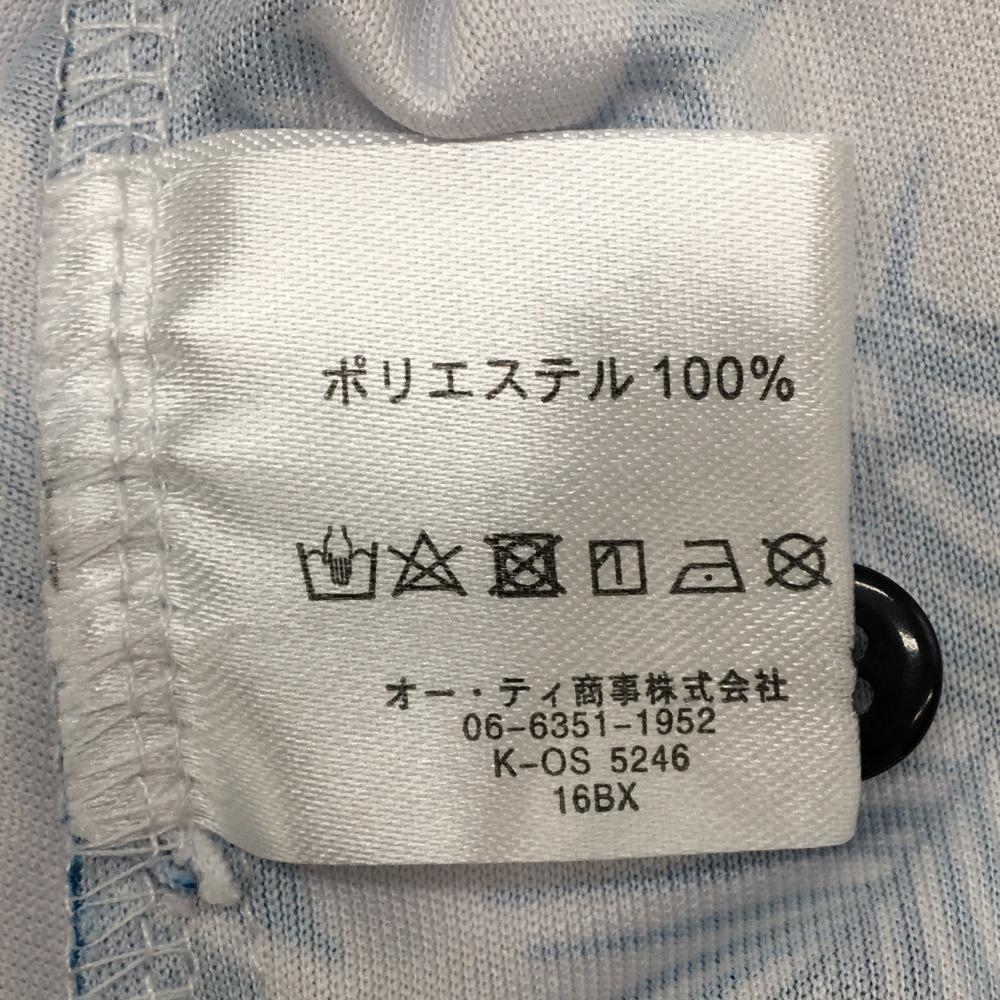 ポリエステル 100%
オー・ティ商事株式会社
06-6351-1952
K-OS 5246
16BX